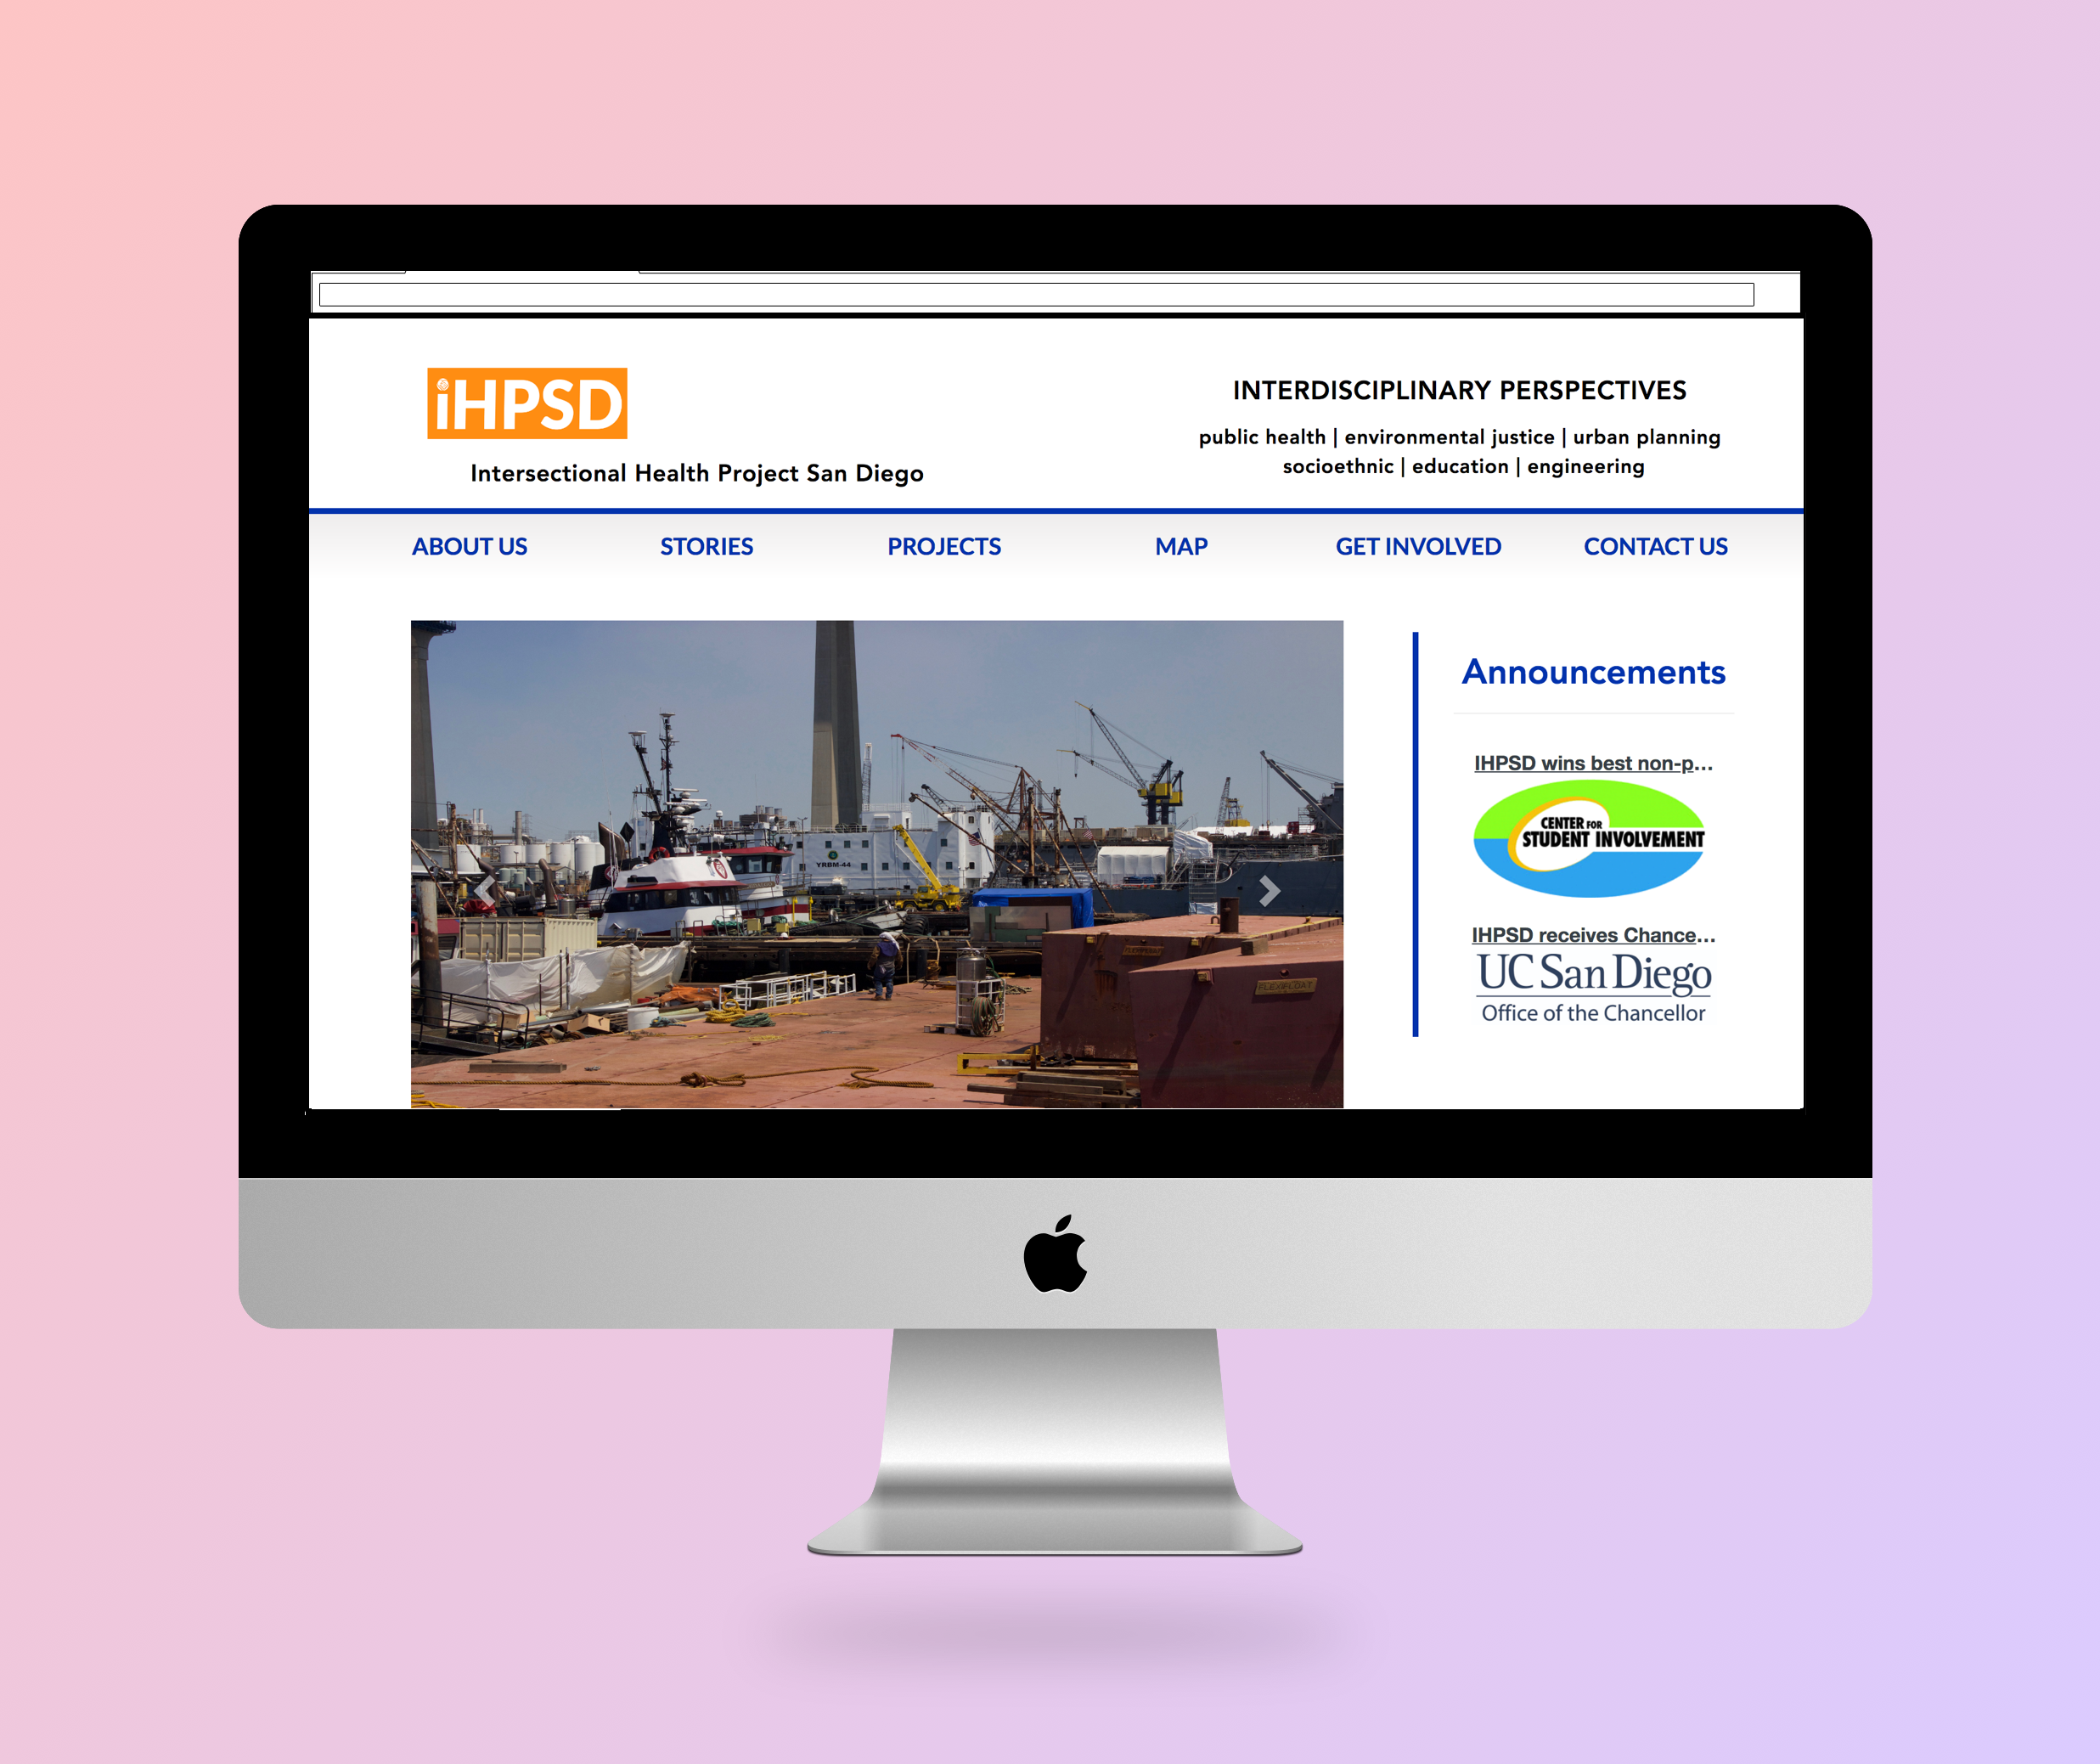 iHPSD
Intersectional Health Project San Diego
INTERDISCIPLINARY PERSPECTIVES
public health | environmental justice | urban planning
socioethnic | education | engineering
ABOUT US
STORIES
PROJECTS
MAP
GET INVOLVED
CONTACT US
YRBM-44
FLEXIFLOAT
FLEXIFLOAT
Announcements
IHPSD wins best non-p...
CENTER FOR
STUDENT INVOLVEMENT
IHPSD receives Chance...
UC San Diego
Office of the Chancellor